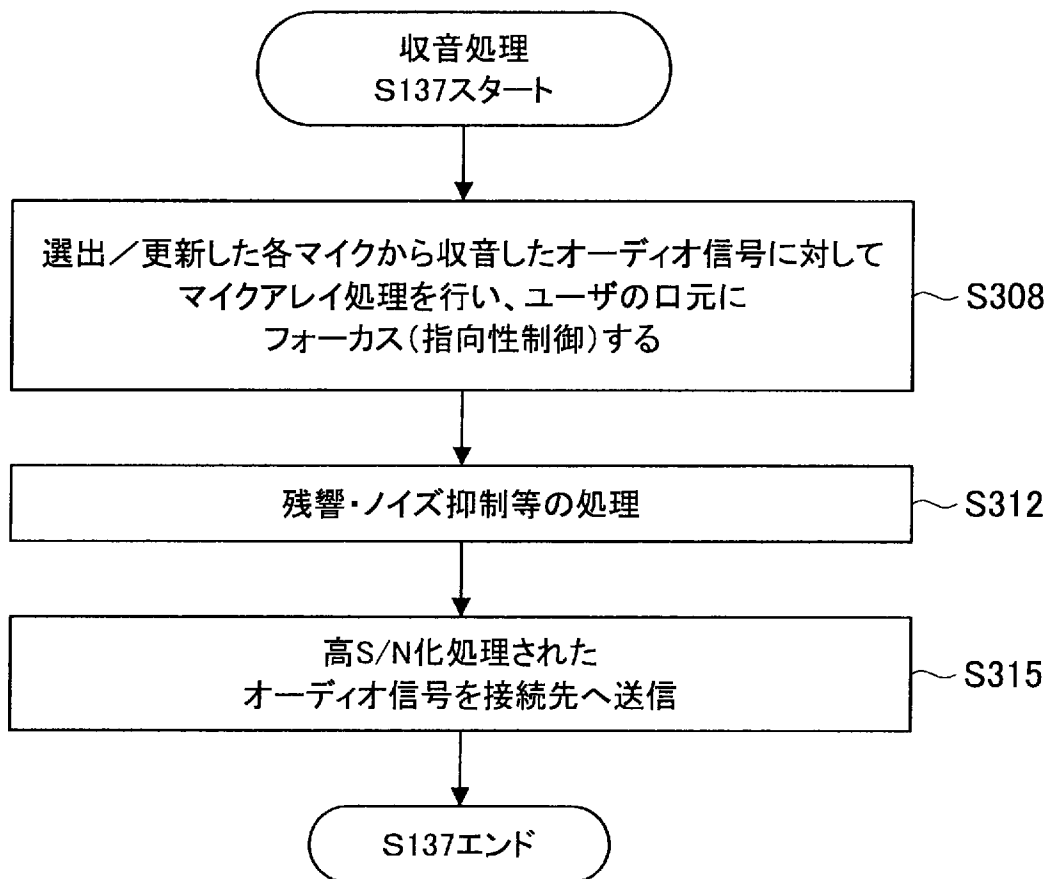 収音処理
S137スタート
選出／更新した各マイクから収音したオーディオ信号に対して
マイクアレイ処理を行い、ユーザの口元に
フォーカス（指向性制御）する
S308
残響・ノイズ抑制等の処理
S312
高S/N化処理された
オーディオ信号を接続先へ送信
S315
S137エンド